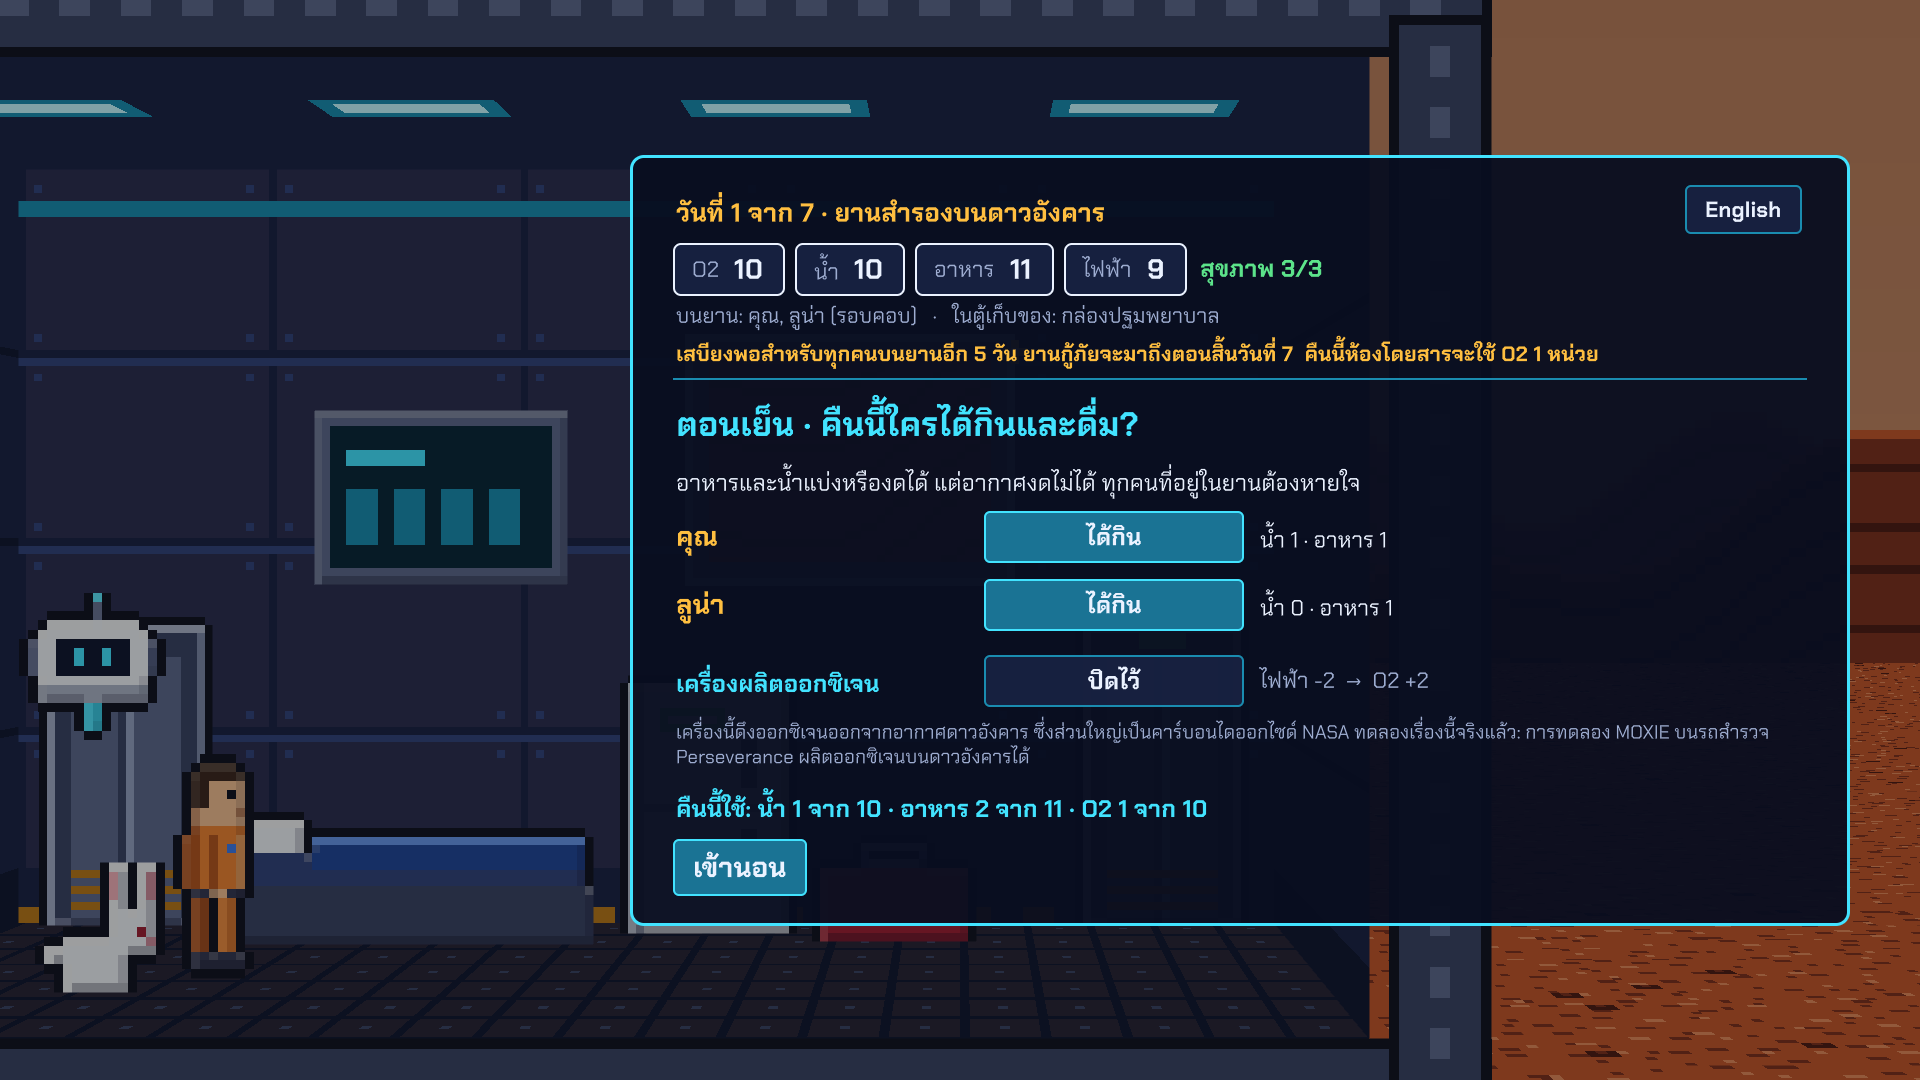 วันที่ 1 จาก 7 · ยานสำรองบนดาวอังคาร
English
O2 10 น้ำ 10 อาหาร 11 ไฟฟ้า 9 สุขภาพ 3/3
บนยาน: คุณ, ลูน่า (รอบคอบ) · ในตู้เก็บของ: กล่องปฐมพยาบาล
เสบียงพอสำหรับทุกคนบนยานอีก 5 วัน ยานกู้ภัยจะมาถึงตอนสิ้นวันที่ 7 คืนนี้ห้องโดยสารจะใช้ O2 1 หน่วย
ตอนเย็น · คืนนี้ใครได้กินและดื่ม?
อาหารและน้ำแบ่งหรืองดได้ แต่อากาศงดไม่ได้ ทุกคนที่อยู่ในยานต้องหายใจ
คุณ ได้กิน น้ำ 1 · อาหาร 1
ลูน่า ได้กิน น้ำ 0 · อาหาร 1
เครื่องผลิตออกซิเจน ปิดไว้ ไฟฟ้า -2 → O2 +2
เครื่องนี้ดึงออกซิเจนออกจากอากาศดาวอังคาร ซึ่งส่วนใหญ่เป็นคาร์บอนไดออกไซด์ NASA ทดลองเรื่องนี้จริงแล้ว: การทดลอง MOXIE บนรถสำรวจ
Perseverance ผลิตออกซิเจนบนดาวอังคารได้
คืนนี้ใช้: น้ำ 1 จาก 10 · อาหาร 2 จาก 11 · O2 1 จาก 10
เข้านอน